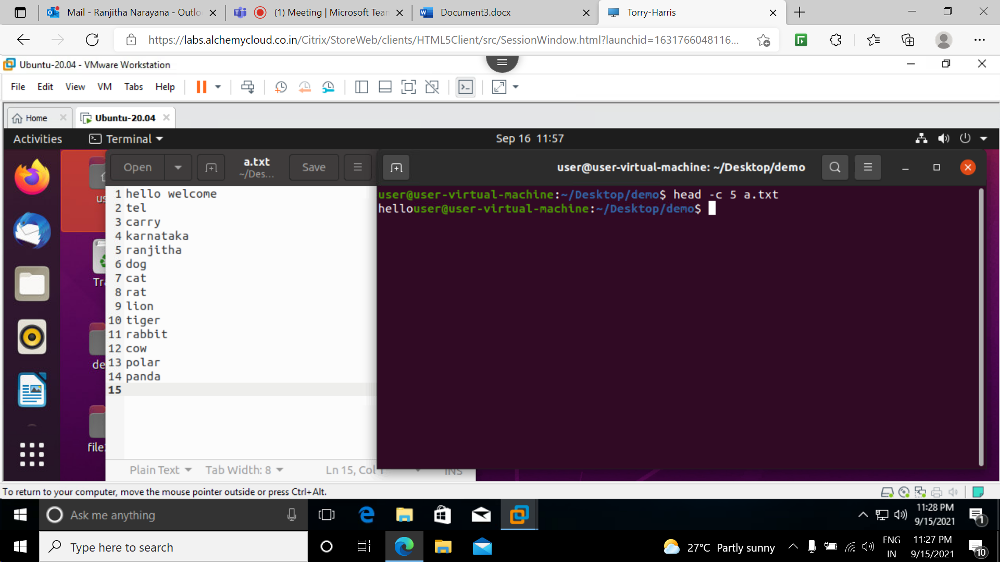 Mail - Ranjitha Narayana - Outlo
(1) Meeting | Microsoft Tean
Document3.docx
Torry-Harris
https://labs.alchemycloud.co.in/Citrix/StoreWeb/clients/HTML5Client/src/SessionWindow.html?launchid=1631766048116...
Ubuntu-20.04 - VMware Workstation
File Edit View VM Tabs Help
Home
Ubuntu-20.04
Activities
Terminal
Sep 16 11:57
Open
a.txt
~/Des...
Save
user@user-virtual-machine: ~/Desktop/demo
1 hello welcome
2 tel
3 carry
4 karnataka
5 ranjitha
6 dog
7 cat
8 rat
9 lion
10 tiger
11 rabbit
12 cow
13 polar
14 panda
15
user@user-virtual-machine:~/Desktop/demo$ head -c 5 a.txt
hellouser@user-virtual-machine:~/Desktop/demo$
us
Tr
de
file
Plain Text
Tab Width: 8
Ln 15, Col 1
INS
To return to your computer, move the mouse pointer outside or press Ctrl+Alt.
Ask me anything
11:28 PM
9/15/2021
1
Type here to search
27°C Partly sunny
ENG
IN
11:27 PM
9/15/2021
10